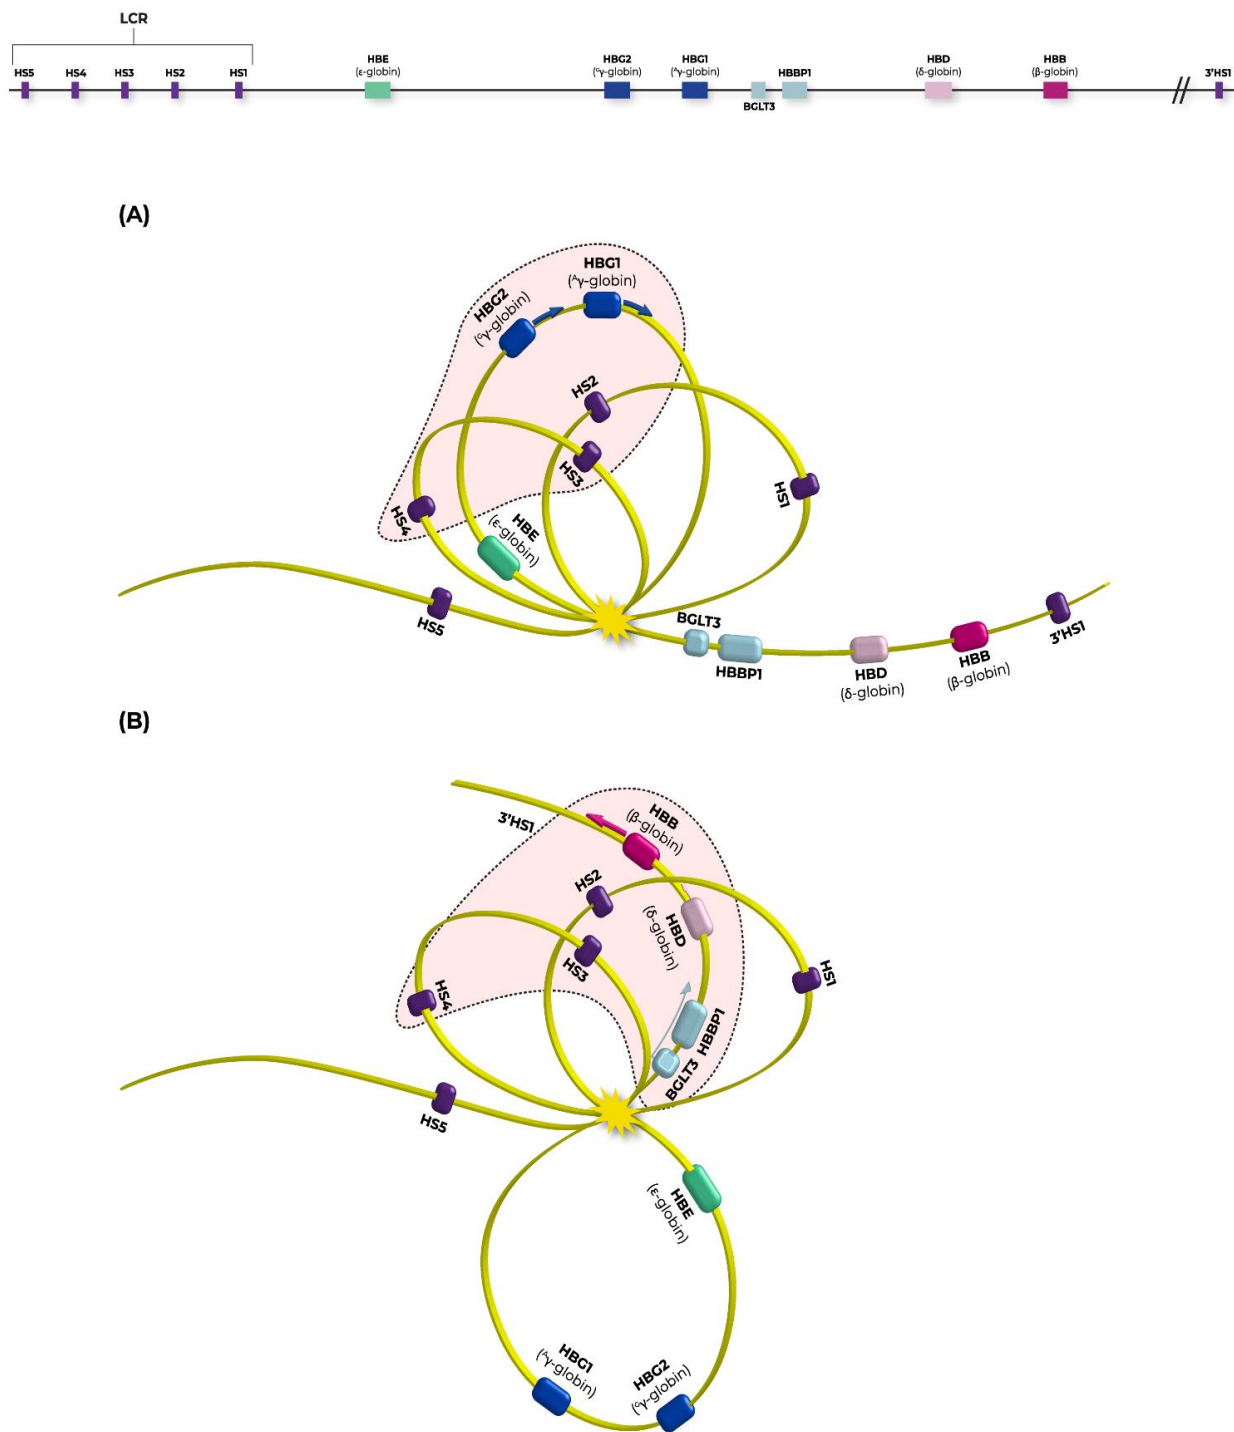 LCR
HS5
HS4
HS3
HS2
HS1
HBE
(ε-globin)
HBG2
(ᴳγ-globin)
HBG1
(ᴬγ-globin)
BGLT3
HBBP1
HBD
(δ-globin)
HBB
(β-globin)
3'HS1
(A)
HBG1
(ᴬγ-globin)
HBG2
(ᴳγ-globin)
HS2
HS3
HS1
HS4
HBE
(ε-globin)
HS5
BGLT3
HBBP1
HBD
(δ-globin)
HBB
(β-globin)
3'HS1
(B)
3'HS1
HBB
(β-globin)
HS2
HBD
(δ-globin)
HS3
HS1
HS4
HBBP1
BGLT3
HS5
HBE
(ε-globin)
HBG1
(ᴬγ-globin)
HBG2
(ᴳγ-globin)